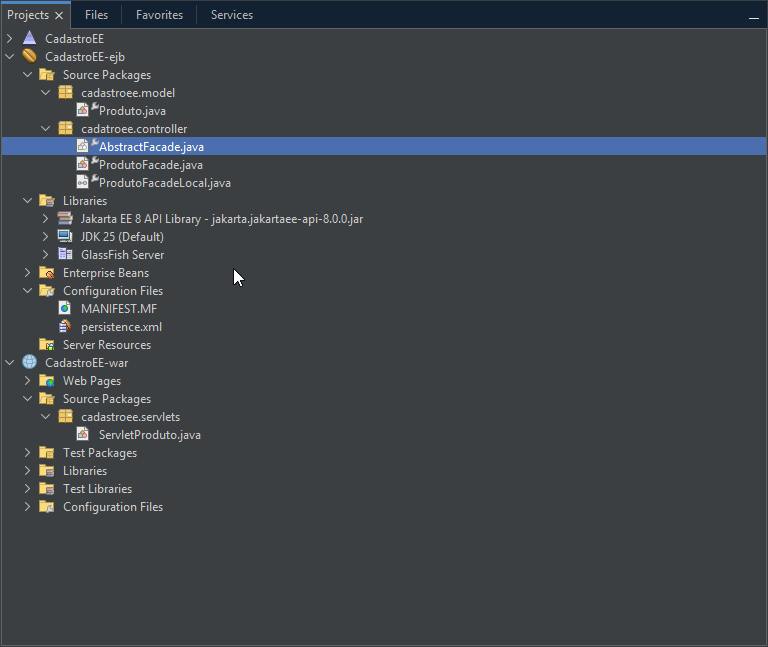 Projects Files Favorites Services
CadastroEE
CadastroEE-ejb
Source Packages
cadastroee.model
Produto.java
cadatroee.controller
AbstractFacade.java
ProdutoFacade.java
ProdutoFacadeLocal.java
Libraries
Jakarta EE 8 API Library - jakarta.jakartaee-api-8.0.0.jar
JDK 25 (Default)
GlassFish Server
Enterprise Beans
Configuration Files
MANIFEST.MF
persistence.xml
Server Resources
CadastroEE-war
Web Pages
Source Packages
cadastroee.servlets
ServletProduto.java
Test Packages
Libraries
Test Libraries
Configuration Files